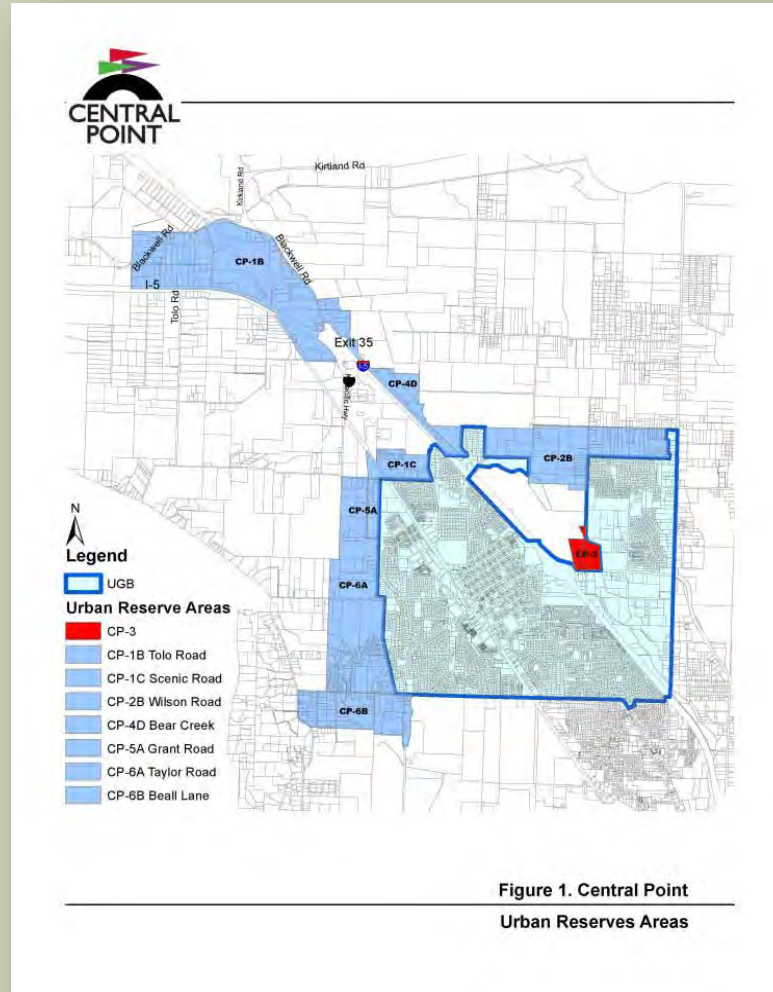 CENTRAL
POINT
Kirtland Rd
Kirkland Rd
Blackwell Rd
Blackwell Rd
CP-1B
I-5
Tolo Rd
Exit 35
I-5
CP-4D
CP-2B
CP-1C
CP-5A
CP-3
CP-6A
CP-6B
N
Legend
UGB
Urban Reserve Areas
CP-3
CP-1B Tolo Road
CP-1C Scenic Road
CP-2B Wilson Road
CP-4D Bear Creek
CP-5A Grant Road
CP-6A Taylor Road
CP-6B Beall Lane
Figure 1. Central Point
Urban Reserves Areas